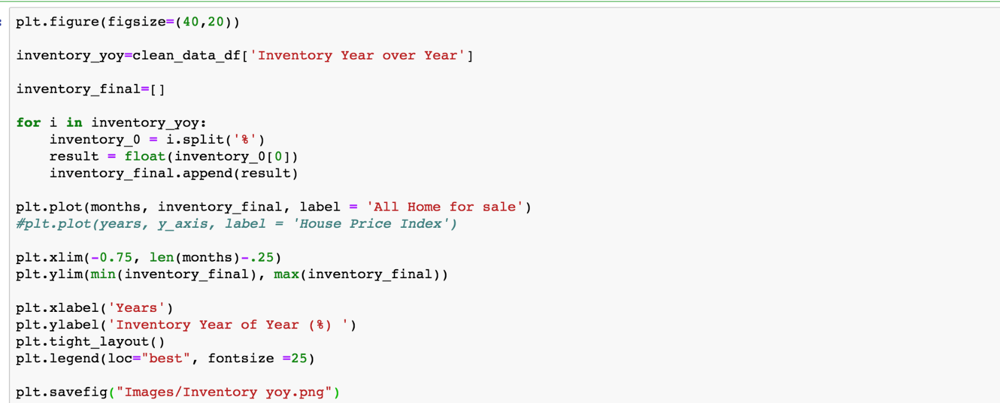 plt.figure(figsize=(40,20))
inventory_yoy=clean_data_df['Inventory Year over Year']
inventory_final=[]
for i in inventory_yoy:
    inventory_0 = i.split('%')
    result = float(inventory_0[0])
    inventory_final.append(result)
plt.plot(months, inventory_final, label = 'All Home for sale')
#plt.plot(years, y_axis, label = 'House Price Index')
plt.xlim(-0.75, len(months)-.25)
plt.ylim(min(inventory_final), max(inventory_final))
plt.xlabel('Years')
plt.ylabel('Inventory Year of Year (%) ')
plt.tight_layout()
plt.legend(loc="best", fontsize =25)
plt.savefig("Images/Inventory yoy.png")